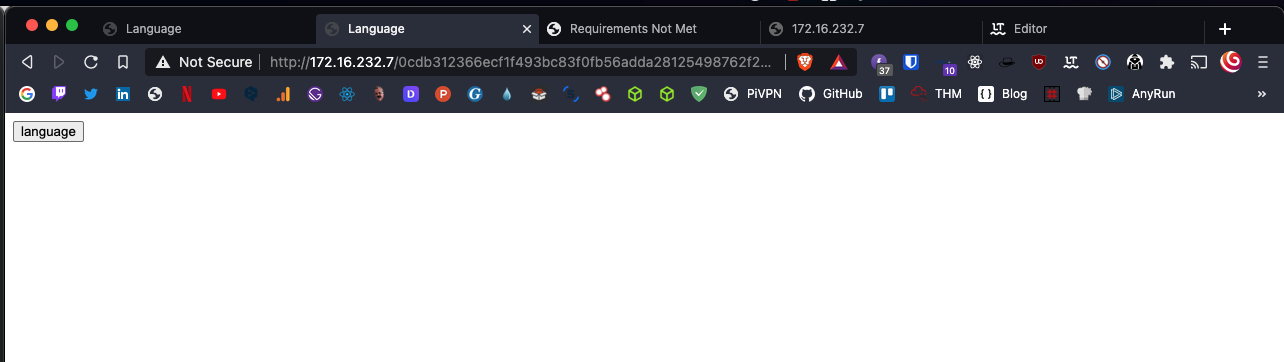 Language
Language
Requirements Not Met
172.16.232.7
Editor
Not Secure
http://172.16.232.7/0cdb312366ecf1f493bc83f0fb56adda28125498762f2...
37
10
PiVPN
GitHub
THM
Blog
AnyRun
»
language